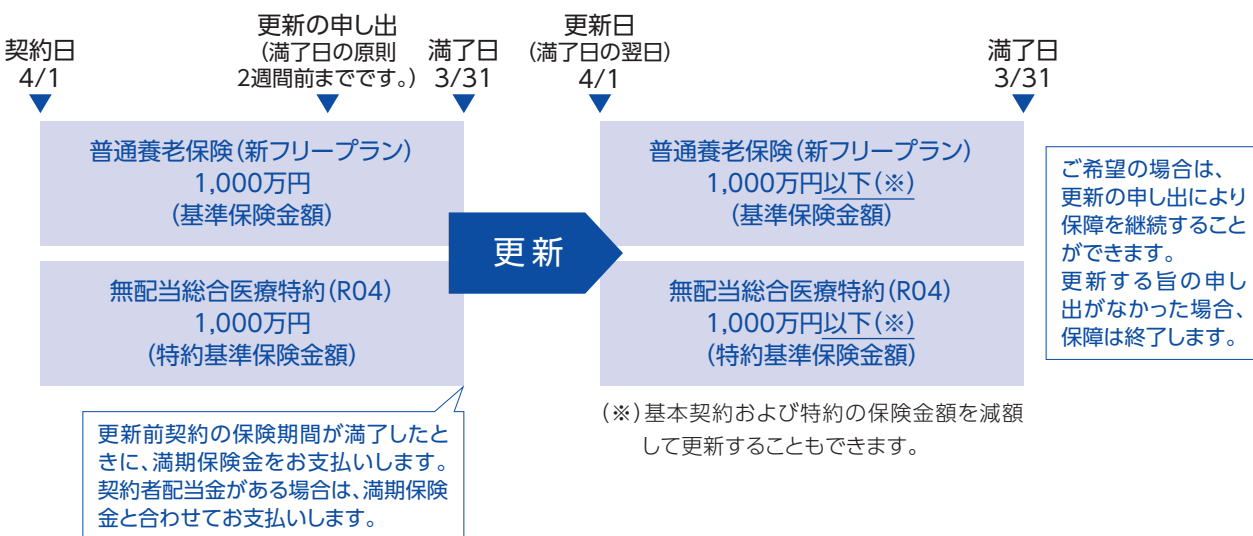 契約日
4/1
更新の申し出
(満了日の原則
2週間前までです。)
満了日
3/31
更新日
(満了日の翌日)
4/1
満了日
3/31
普通養老保険(新フリープラン)
1,000万円
(基準保険金額)
無配当総合医療特約(R04)
1,000万円
(特約基準保険金額)
更新
普通養老保険(新フリープラン)
1,000万円以下(※)
(基準保険金額)
無配当総合医療特約(R04)
1,000万円以下(※)
(特約基準保険金額)
ご希望の場合は、
更新の申し出により
保障を継続すること
ができます。
更新する旨の申し
出がなかった場合、
保障は終了します。
更新前契約の保険期間が満了したと
きに、満期保険金をお支払いします。
契約者配当金がある場合は、満期保険
金と合わせてお支払いします。
(※)基本契約および特約の保険金額を減額
して更新することもできます。